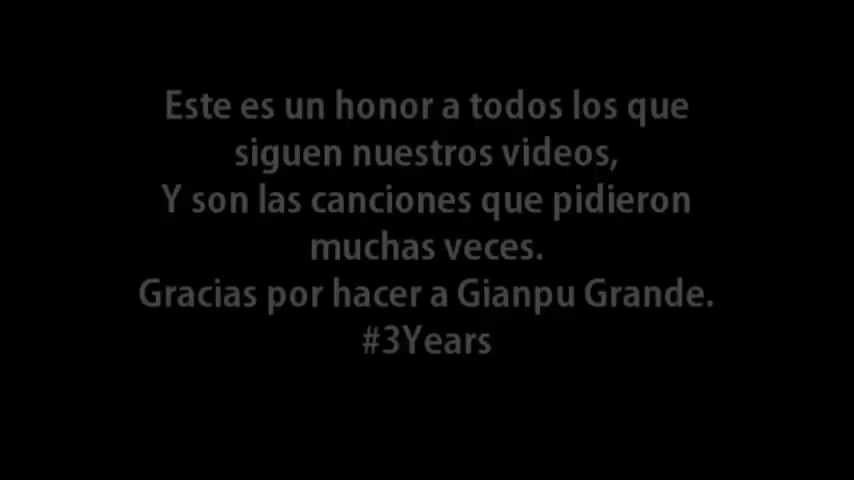 Este es un honor a todos los que
siguen nuestros videos,
Y son las canciones que pidieron
muchas veces.
Gracias por hacer a Gianpu Grande.
#3Years